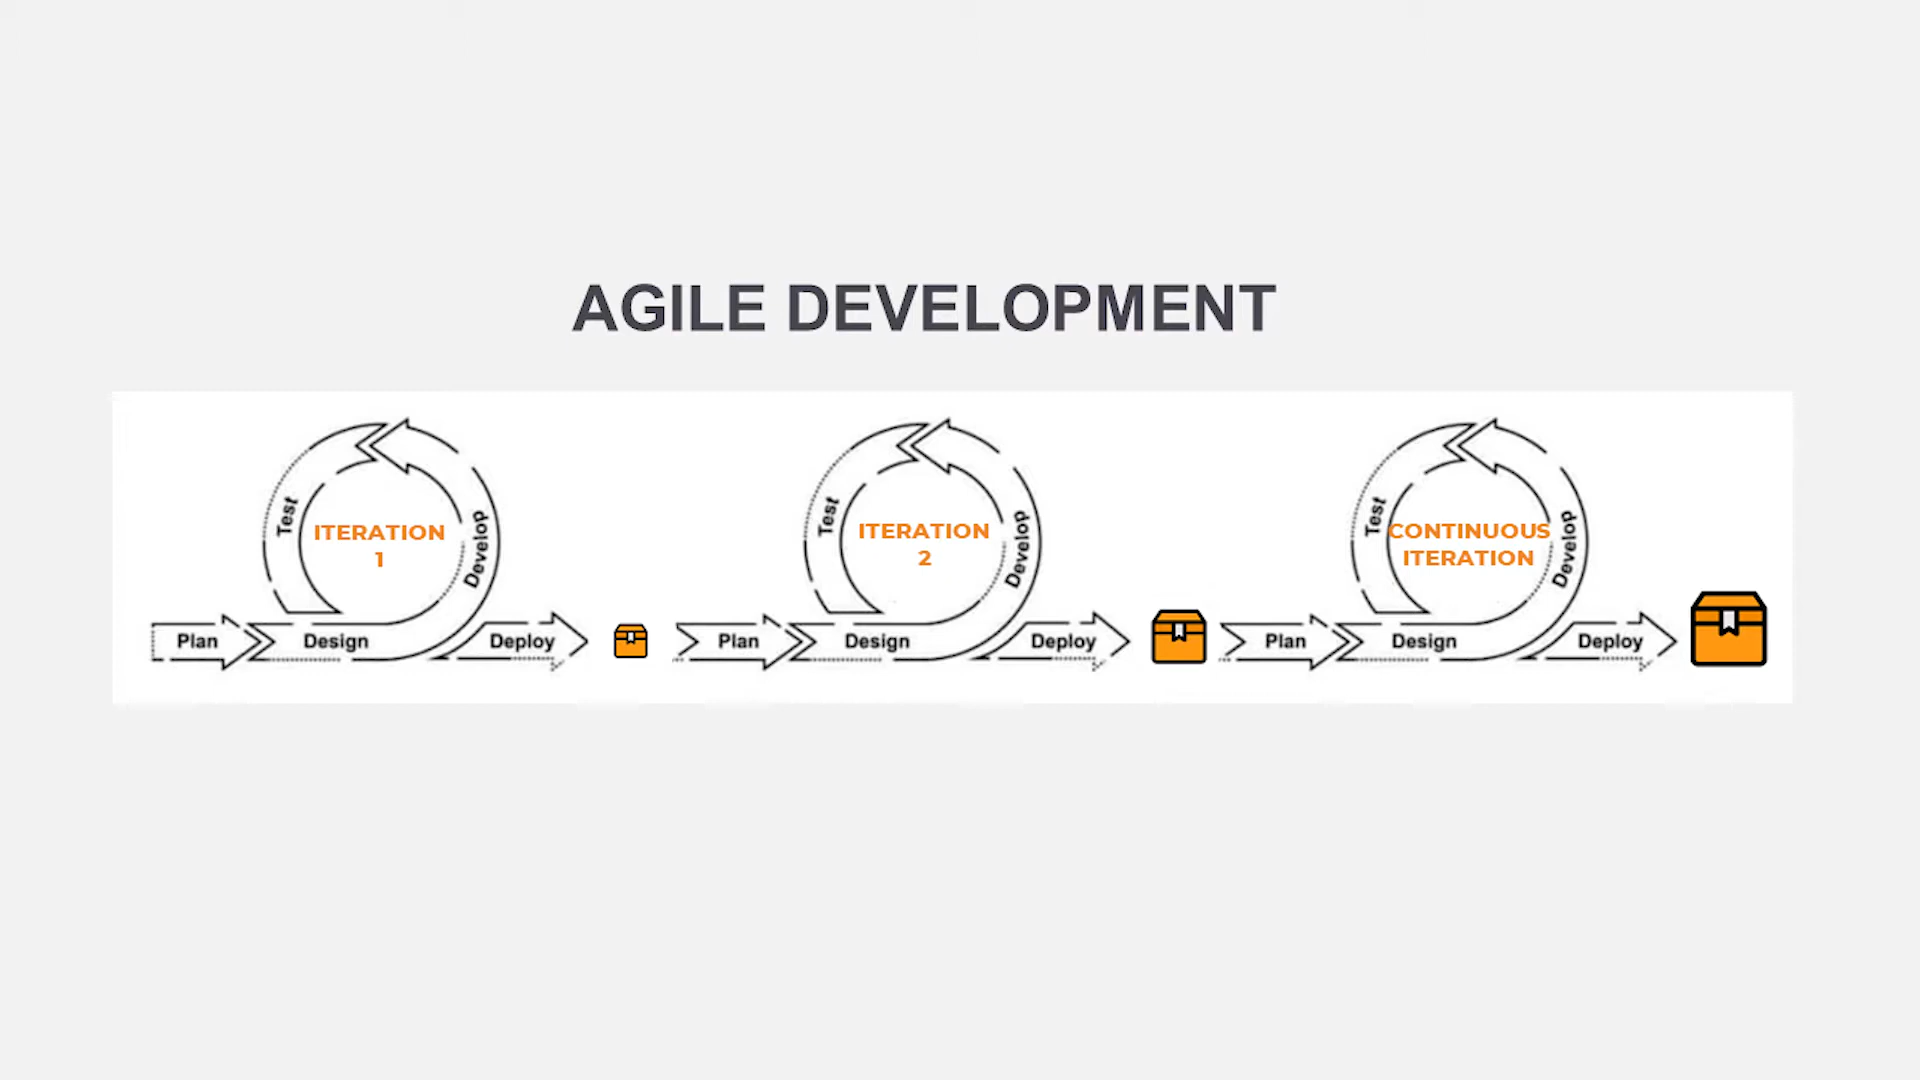 AGILE DEVELOPMENT
Test
ITERATION
1
Develop
Plan
Design
Deploy
Test
ITERATION
2
Develop
Plan
Design
Deploy
Test
CONTINUOUS
ITERATION
Develop
Plan
Design
Deploy